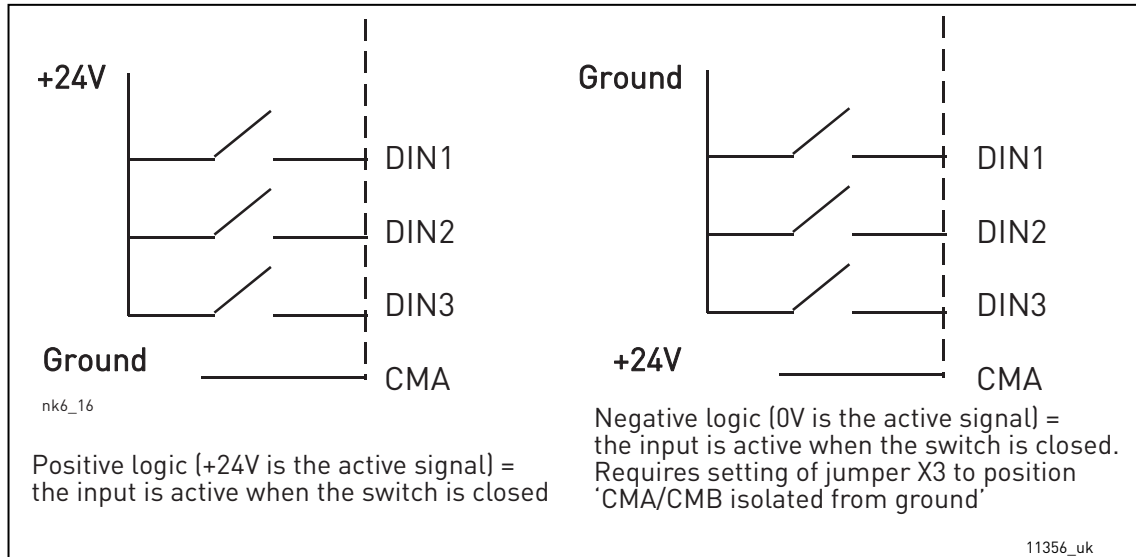 +24V
DIN1
DIN2
DIN3
Ground
CMA
nk6_16
Positive logic (+24V is the active signal) =
the input is active when the switch is closed
Ground
DIN1
DIN2
DIN3
+24V
CMA
Negative logic (0V is the active signal) =
the input is active when the switch is closed.
Requires setting of jumper X3 to position
‘CMA/CMB isolated from ground’
11356_uk